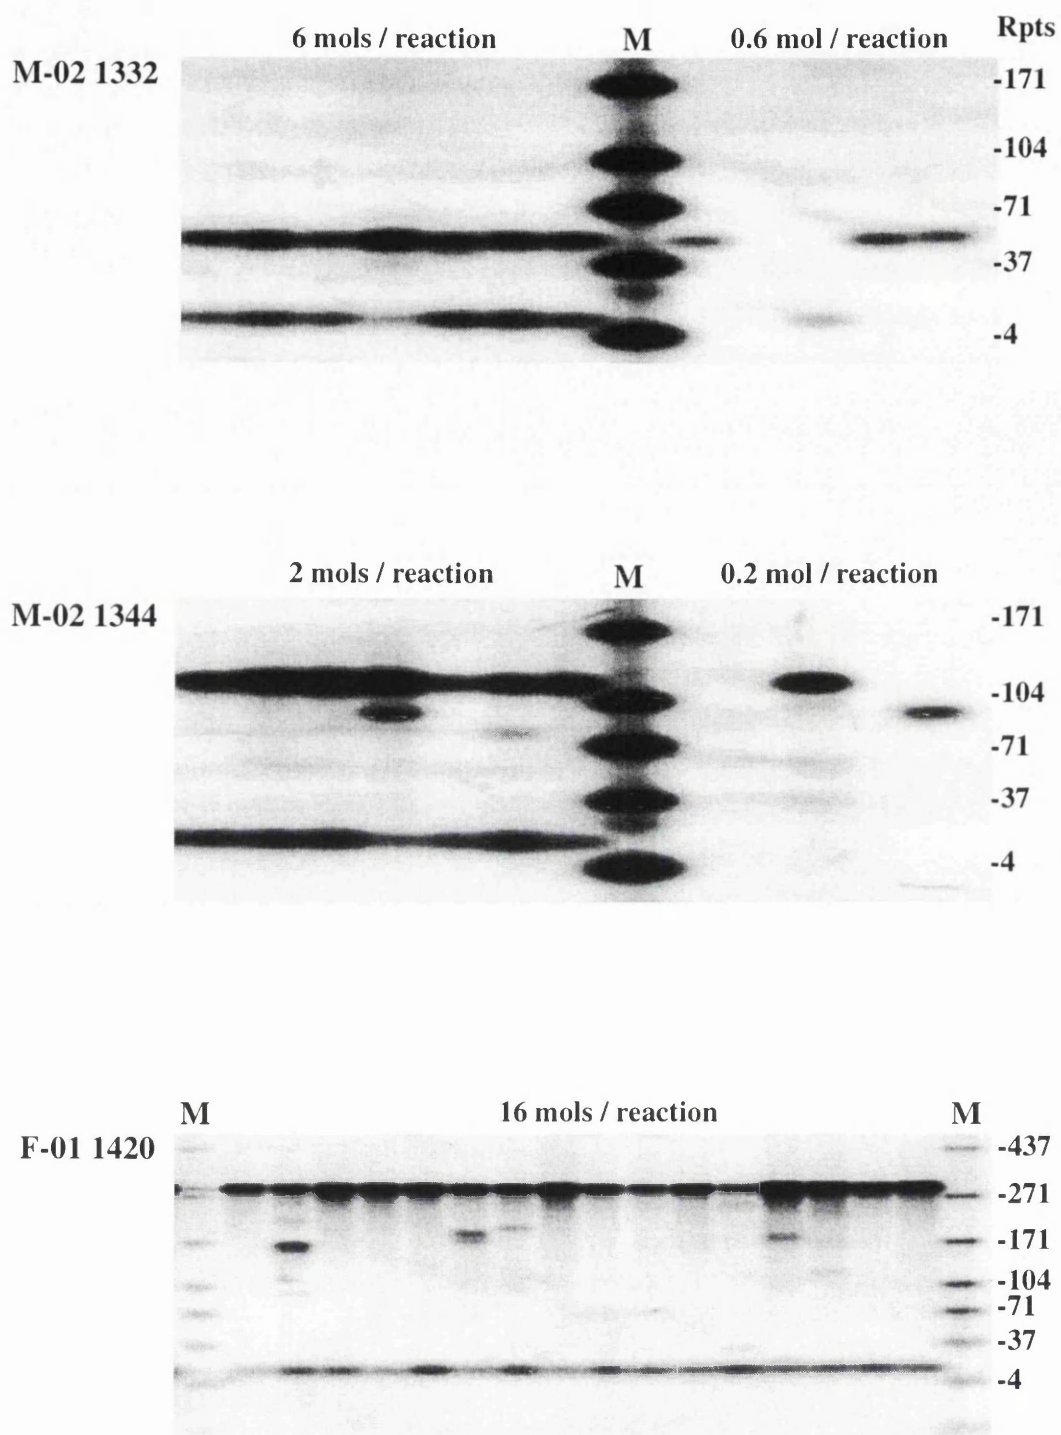 6 mols / reaction M 0.6 mol / reaction Rpts
M-02 1332
-171
-104
-71
-37
-4
2 mols / reaction M 0.2 mol / reaction
M-02 1344
-171
-104
-71
-37
-4
M 16 mols / reaction M
F-01 1420
-437
-271
-171
-104
-71
-37
-4